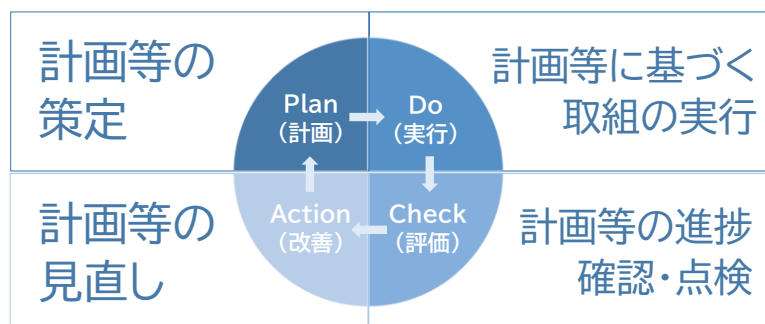 計画等の
策定
Plan
（計画）
Do
（実行）
計画等に基づく
取組の実行
計画等の
見直し
Action
（改善）
Check
（評価）
計画等の進捗
確認・点検